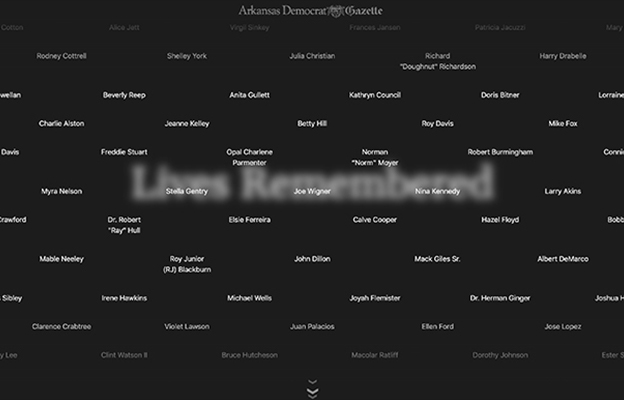 Arkansas Democrat Gazette
Cotton Alice Jett Virgil Sinkey Frances Jansen Patricia Jacuzzi Mary
Rodney Cottrell Shelley York Julia Christian Richard Harry Drabelle
"Doughnut" Richardson
wellan Beverly Reep Anita Gullett Kathryn Council Doris Bitner Lorraine
Charlie Alston Jeanne Kelley Betty Hill Roy Davis Mike Fox
Davis Freddie Stuart Opal Charlene Norman Robert Burmingham Connie
Parmenter "Norm" Moyer
Lives Remembered
Myra Nelson Stella Gentry Joe Wigner Nina Kennedy Larry Akins
Crawford Dr. Robert Elsie Ferreira Calve Cooper Hazel Floyd Bobb
"Ray" Hull
Mable Neeley Roy Junior John Dillon Mack Giles Sr. Albert DeMarco
(RJ) Blackburn
Sibley Irene Hawkins Michael Wells Joyah Flemister Dr. Herman Ginger Joshua H
Clarence Crabtree Violet Lawson Juan Palacios Ellen Ford Jose Lopez
y Lee Clint Watson II Bruce Hutcheson Macolar Ratliff Dorothy Johnson Ester S